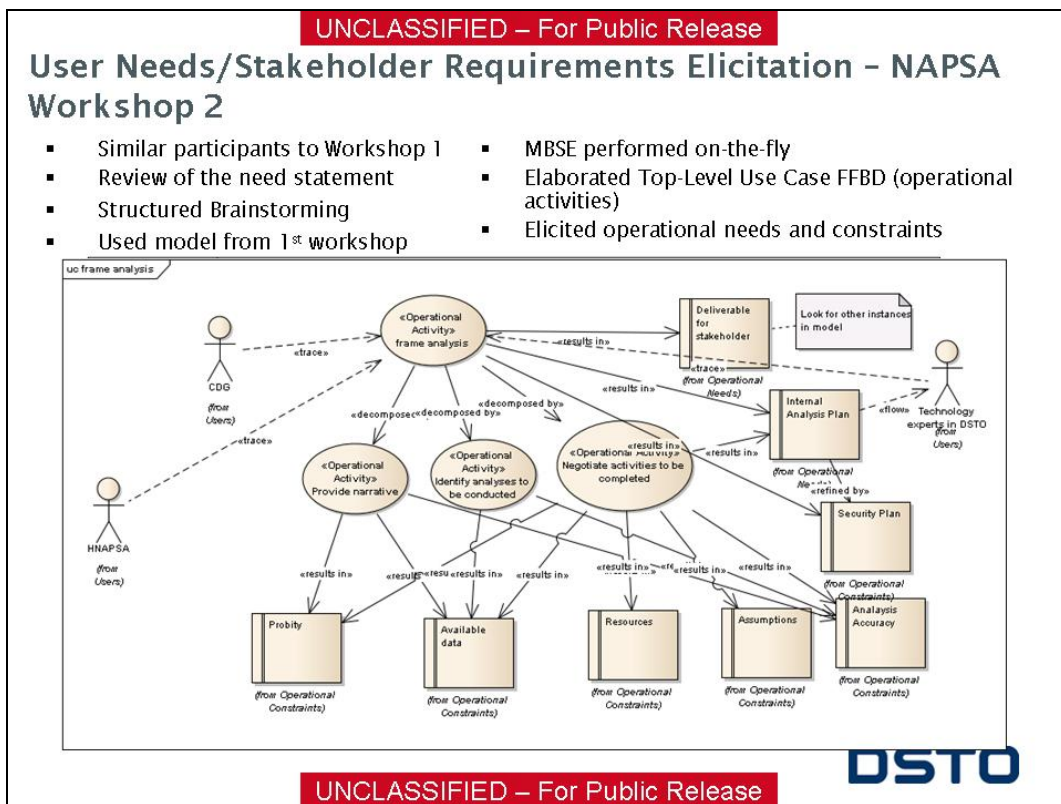 UNCLASSIFIED – For Public Release
User Needs/Stakeholder Requirements Elicitation – NAPSA
Workshop 2
▪ Similar participants to Workshop 1
▪ Review of the need statement
▪ Structured Brainstorming
▪ Used model from 1st workshop
▪ MBSE performed on-the-fly
▪ Elaborated Top-Level Use Case FFBD (operational
activities)
▪ Elicited operational needs and constraints
uc frame analysis
CDG
(from
Users)
«trace»
«Operational
Activity»
frame analysis
«results in»
Deliverable
for
stakeholder
(from Operational
Needs)
Look for other instances
in model
«trace»
«results in»
Internal
Analysis Plan
(from Operational
«flow»
Technology
experts in DSTO
(from
Users)
«trace»
HNAPSA
(from
Users)
«decomposed by»
«decomposed by»
«Operational
Activity»
Provide narrative
«Operational
Activity»
Identify analyses to
be conducted
«Operational
Negotiate activities to be
completed
«results in»
«results in»
«refined by»
Security Plan
(from Operational
Constraints)
«results in»
«results in»
«results in»
«results in»
«results in»
«results in»
Probity
(from Operational
Constraints)
Available
data
(from Operational
Constraints)
Resources
(from Operational
Constraints)
Assumptions
(from Operational
Constraints)
Analaysis
Accuracy
(from Operational
Constraints)
DSTO
UNCLASSIFIED – For Public Release